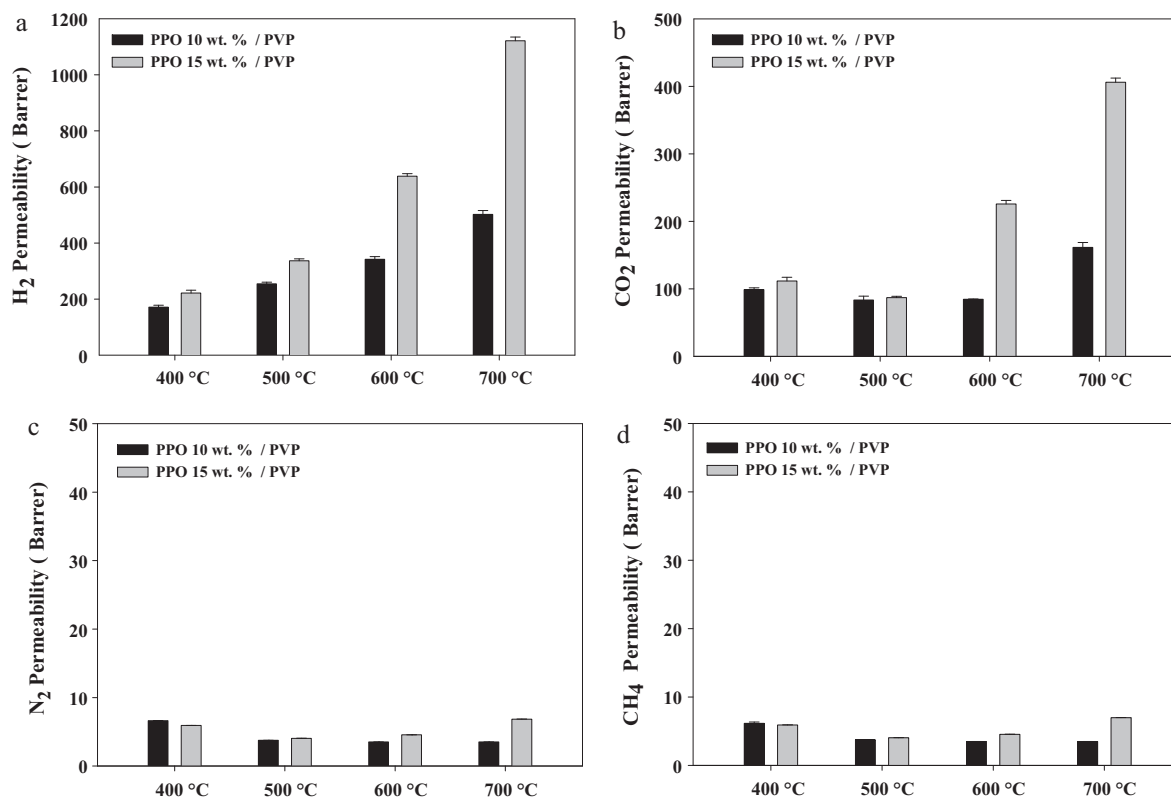 a
H2 Permeability ( Barrer)
1200
1000
800
600
400
200
0
PPO 10 wt. % / PVP
PPO 15 wt. % / PVP
400 °C
500 °C
600 °C
700 °C
b
CO2 Permeability ( Barrer)
500
400
300
200
100
0
PPO 10 wt. % / PVP
PPO 15 wt. % / PVP
400 °C
500 °C
600 °C
700 °C
c
N2 Permeability ( Barrer)
50
40
30
20
10
0
PPO 10 wt. % / PVP
PPO 15 wt. % / PVP
400 °C
500 °C
600 °C
700 °C
d
CH4 Permeability ( Barrer)
50
40
30
20
10
0
PPO 10 wt. % / PVP
PPO 15 wt. % / PVP
400 °C
500 °C
600 °C
700 °C